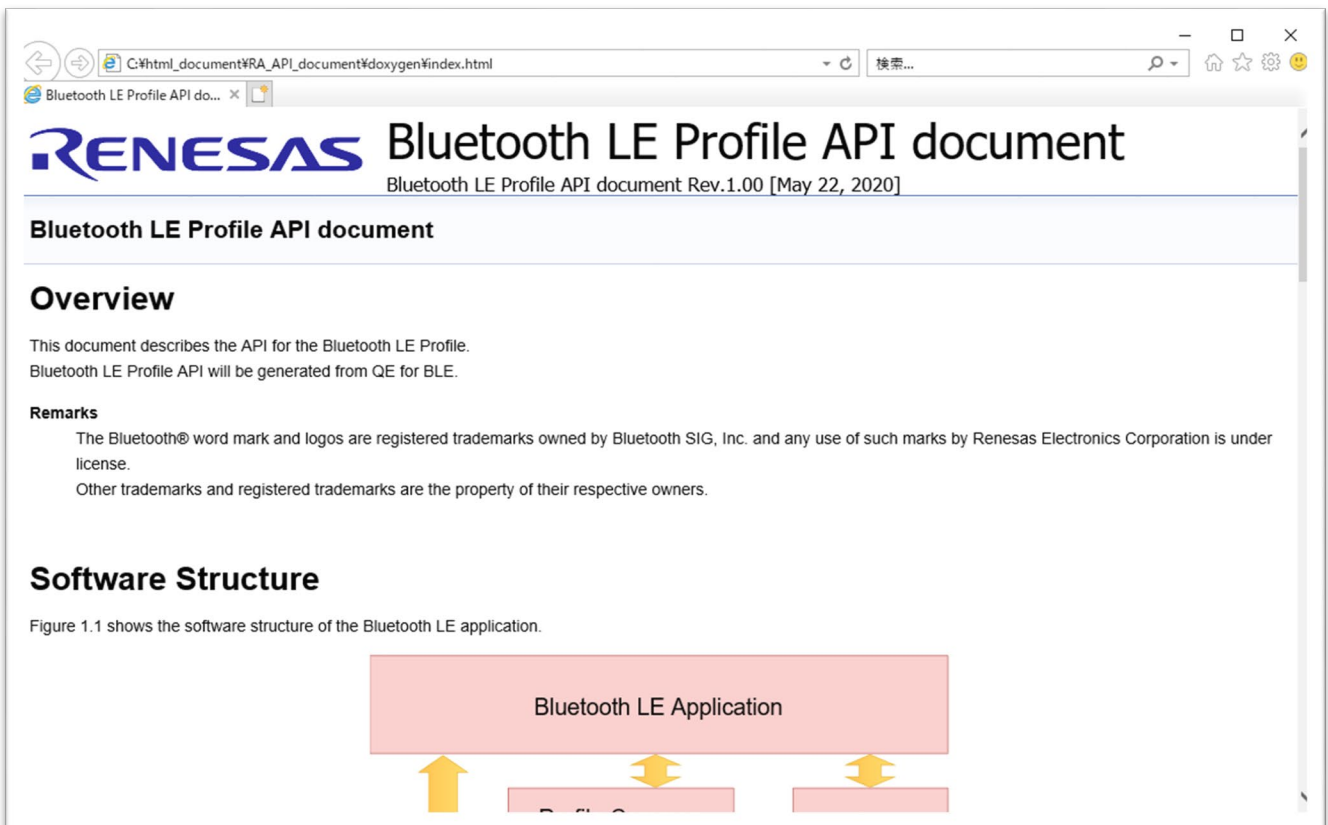 C:¥html_document¥RA_API_document¥doxygen¥index.html
検索...
Bluetooth LE Profile API do...
RENESAS
Bluetooth LE Profile API document
Bluetooth LE Profile API document Rev.1.00 [May 22, 2020]
Bluetooth LE Profile API document
Overview
This document describes the API for the Bluetooth LE Profile.
Bluetooth LE Profile API will be generated from QE for BLE.
Remarks
The Bluetooth® word mark and logos are registered trademarks owned by Bluetooth SIG, Inc. and any use of such marks by Renesas Electronics Corporation is under
license.
Other trademarks and registered trademarks are the property of their respective owners.
Software Structure
Figure 1.1 shows the software structure of the Bluetooth LE application.
Bluetooth LE Application